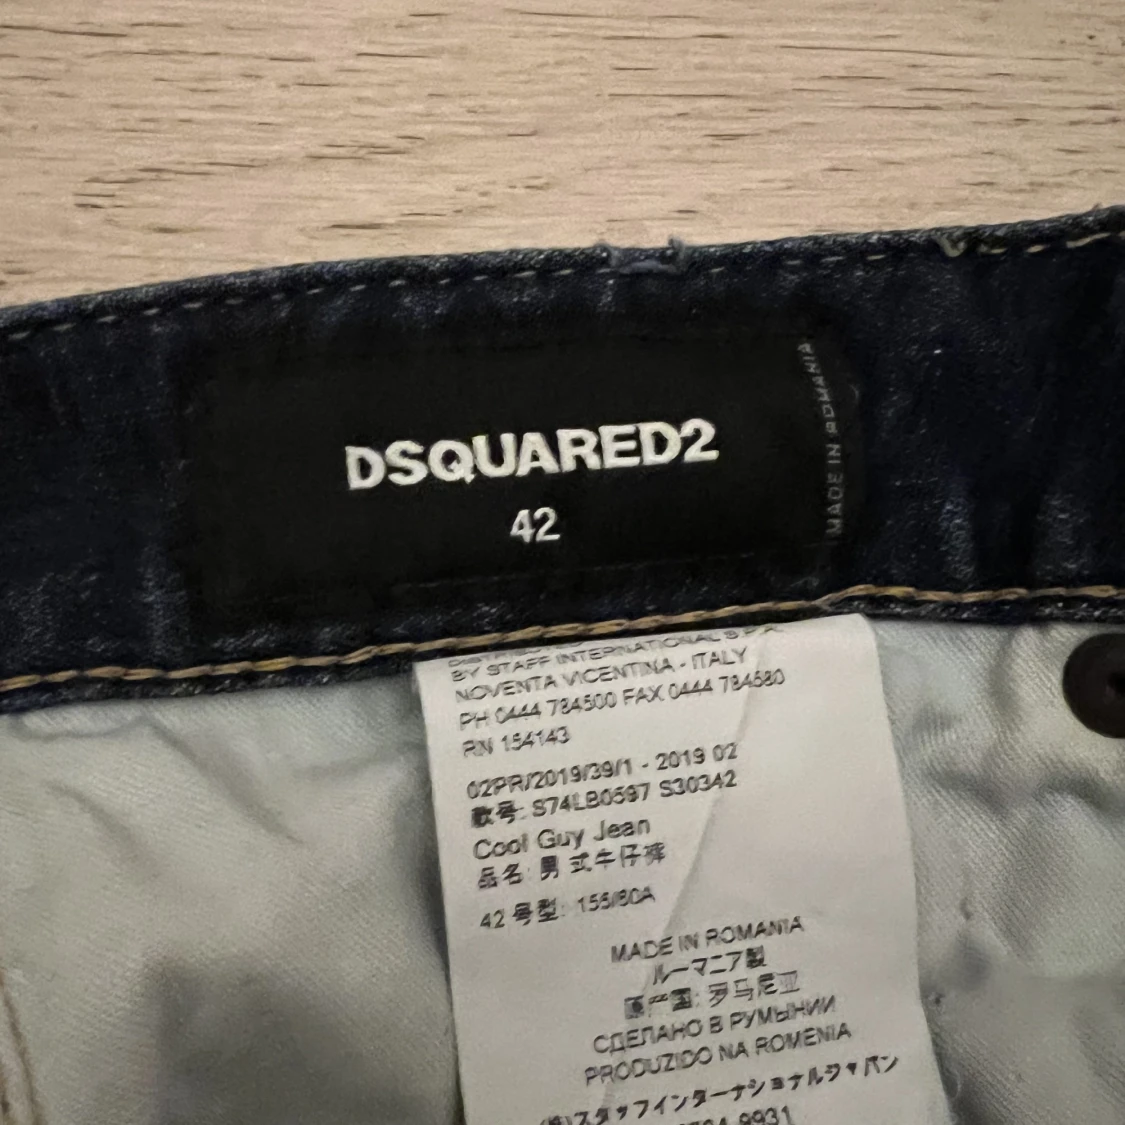 DSQUARED2
42
MADE IN ROMANIA
BY STAFF INTERNATIONAL S.P.A.
NOVENTA VICENTINA - ITALY
PH 0444 784500 FAX 0444 784580
RN 154143
02PR/2019/39/1 - 2019 02
款号: S74LB0597 S30342
Cool Guy Jean
品名: 男式牛仔裤
42 号型: 155/60A
MADE IN ROMANIA
ルーマニア製
原产国: 罗马尼亚
СДЕЛАНО В РУМЫНИИ
PRODUZIDO NA ROMENIA
(株)スタッフインターナショナルジャパン